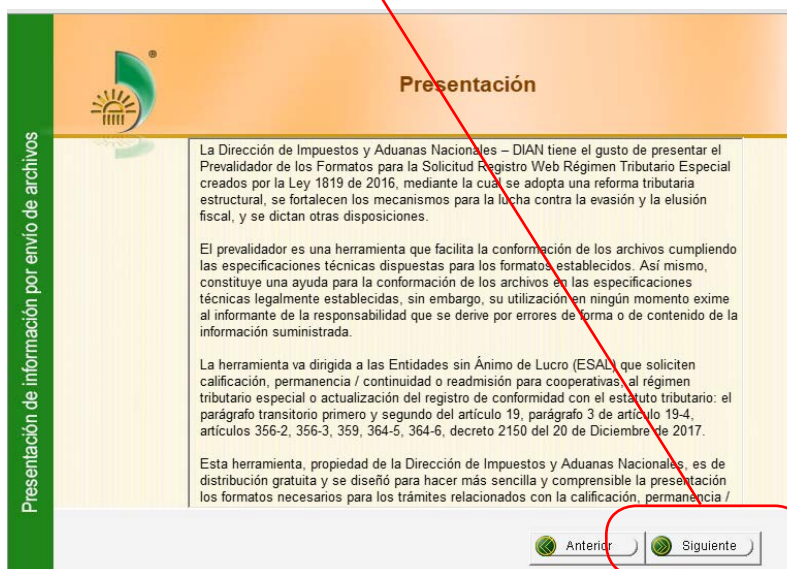 Presentación
Presentación de información por envío de archivos
La Dirección de Impuestos y Aduanas Nacionales – DIAN tiene el gusto de presentar el
Prevalidador de los Formatos para la Solicitud Registro Web Régimen Tributario Especial
creados por la Ley 1819 de 2016, mediante la cual se adopta una reforma tributaria
estructural, se fortalecen los mecanismos para la lucha contra la evasión y la elusión
fiscal, y se dictan otras disposiciones.
El prevalidador es una herramienta que facilita la conformación de los archivos cumpliendo
las especificaciones técnicas dispuestas para los formatos establecidos. Así mismo,
constituye una ayuda para la conformación de los archivos en las especificaciones
técnicas legalmente establecidas, sin embargo, su utilización en ningún momento exime
al informante de la responsabilidad que se derive por errores de forma o de contenido de la
información suministrada.
La herramienta va dirigida a las Entidades sin Ánimo de Lucro (ESAL) que soliciten
calificación, permanencia / continuidad o readmisión para cooperativas, al régimen
tributario especial o actualización del registro de conformidad con el estatuto tributario: el
parágrafo transitorio primero y segundo del artículo 19, parágrafo 3 de artículo 19-4,
artículos 356-2, 356-3, 359, 364-5, 364-6, decreto 2150 del 20 de Diciembre de 2017.
Esta herramienta, propiedad de la Dirección de Impuestos y Aduanas Nacionales, es de
distribución gratuita y se diseñó para hacer más sencilla y comprensible la presentación
los formatos necesarios para los trámites relacionados con la calificación, permanencia /
Anterior
Siguiente